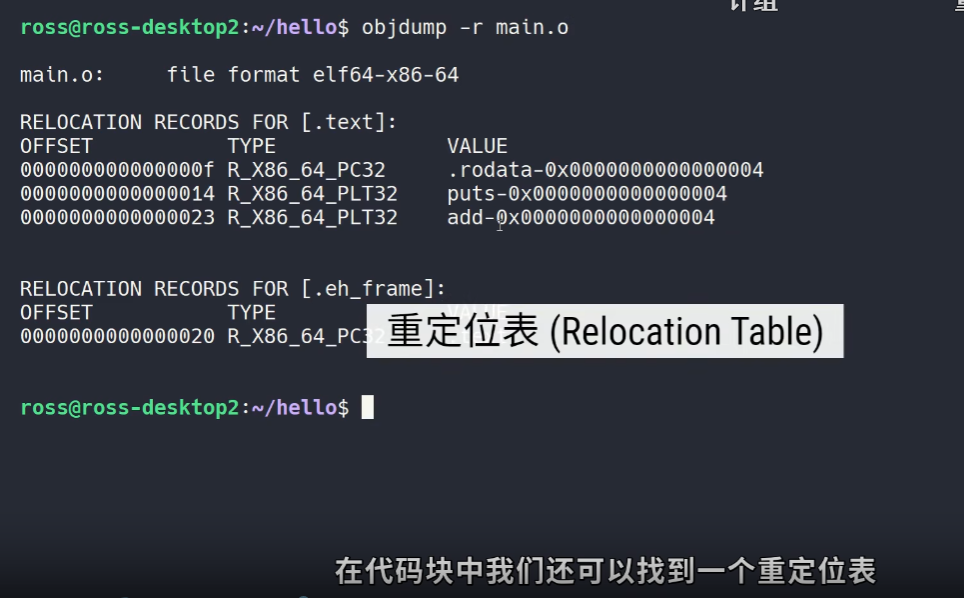 计组
ross@ross-desktop2:~/hello$ objdump -r main.o
main.o:     file format elf64-x86-64
RELOCATION RECORDS FOR [.text]:
OFFSET           TYPE              VALUE
000000000000000f R_X86_64_PC32     .rodata-0x0000000000000004
0000000000000014 R_X86_64_PLT32    puts-0x0000000000000004
0000000000000023 R_X86_64_PLT32    add-0x0000000000000004
RELOCATION RECORDS FOR [.eh_frame]:
OFFSET           TYPE              VALUE
0000000000000020 R_X86_64_PC32
重定位表 (Relocation Table)
ross@ross-desktop2:~/hello$
在代码块中我们还可以找到一个重定位表